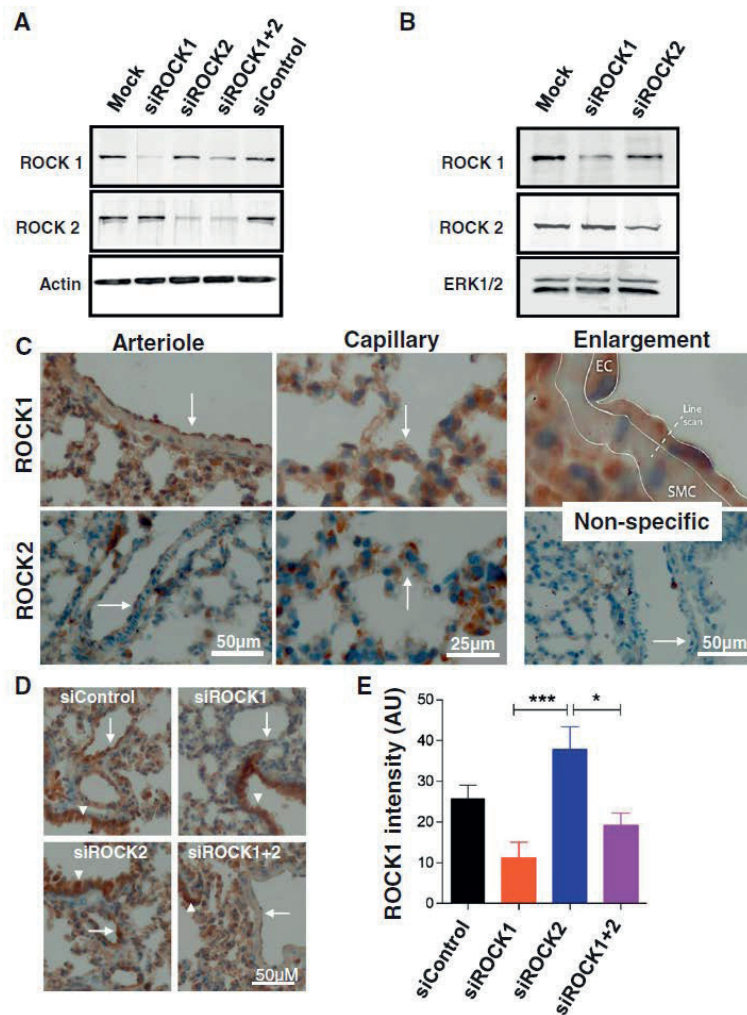 A
Mock
siROCK1
siROCK2
siROCK1+2
siControl
ROCK 1
ROCK 2
Actin
B
Mock
siROCK1
siROCK2
ROCK 1
ROCK 2
ERK1/2
C
Arteriole
Capillary
Enlargement
ROCK1
EC
Line
scan
SMC
Non-specific
ROCK2
50µm
25µm
50µm
D
siControl
siROCK1
siROCK2
siROCK1+2
50µM
E
ROCK1 intensity (AU)
50
40
30
20
10
0
***
*
siControl
siROCK1
siROCK2
siROCK1+2